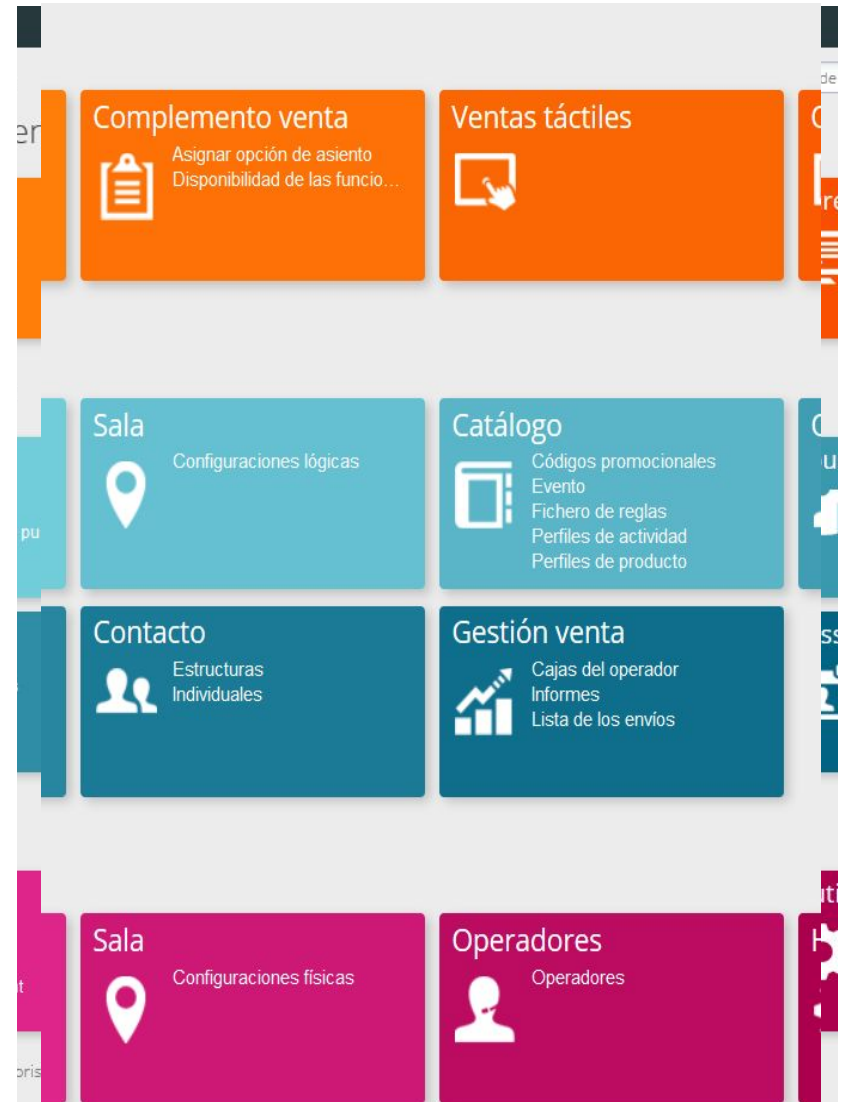 Complemento venta
Asignar opción de asiento
Disponibilidad de las funcio...
Ventas táctiles
Sala
Configuraciones lógicas
Catálogo
Códigos promocionales
Evento
Fichero de reglas
Perfiles de actividad
Perfiles de producto
Contacto
Estructuras
Individuales
Gestión venta
Cajas del operador
Informes
Lista de los envíos
Sala
Configuraciones físicas
Operadores
Operadores